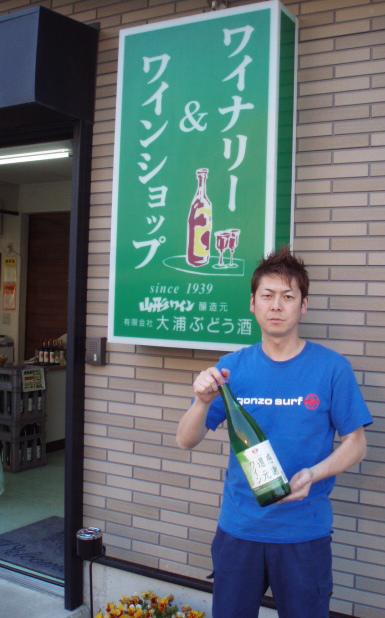 ワイナリー
&
ワインショップ
since 1939
山形ワイン 醸造元
有限会社 大浦ぶどう酒
gonzo surf
Welcome